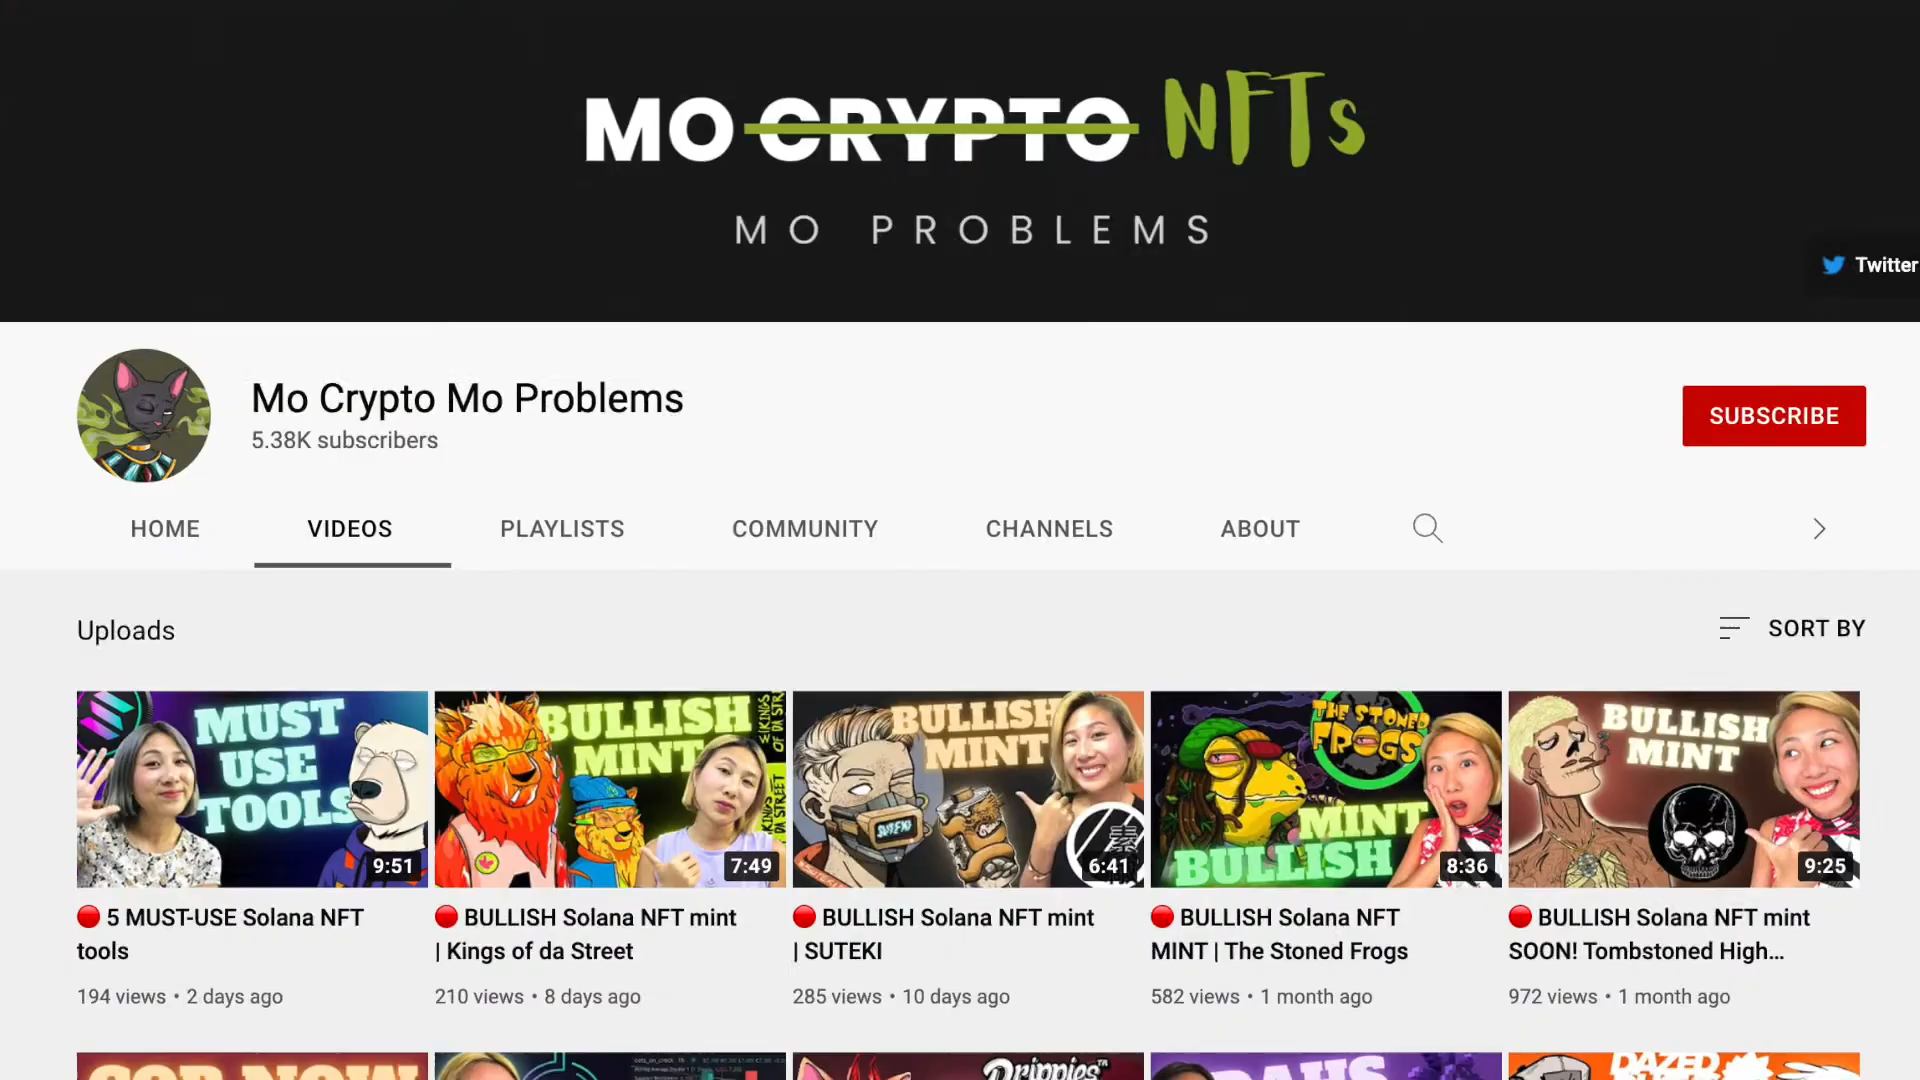 MO CRYPTO NFTs
MO PROBLEMS
Twitter
Mo Crypto Mo Problems
5.38K subscribers
SUBSCRIBE
HOME
VIDEOS
PLAYLISTS
COMMUNITY
CHANNELS
ABOUT
Uploads
SORT BY
MUST
USE
TOOLS
9:51
BULLISH
MINT
7:49
BULLISH
MINT
SUTEKI
6:41
THE STONED
FROGS
MINT
BULLISH
8:36
BULLISH
MINT
9:25
5 MUST-USE Solana NFT
tools
194 views • 2 days ago
BULLISH Solana NFT mint
| Kings of da Street
210 views • 8 days ago
BULLISH Solana NFT mint
| SUTEKI
285 views • 10 days ago
BULLISH Solana NFT
MINT | The Stoned Frogs
582 views • 1 month ago
BULLISH Solana NFT mint
SOON! Tombstoned High...
972 views • 1 month ago
Drippies™
DAZED